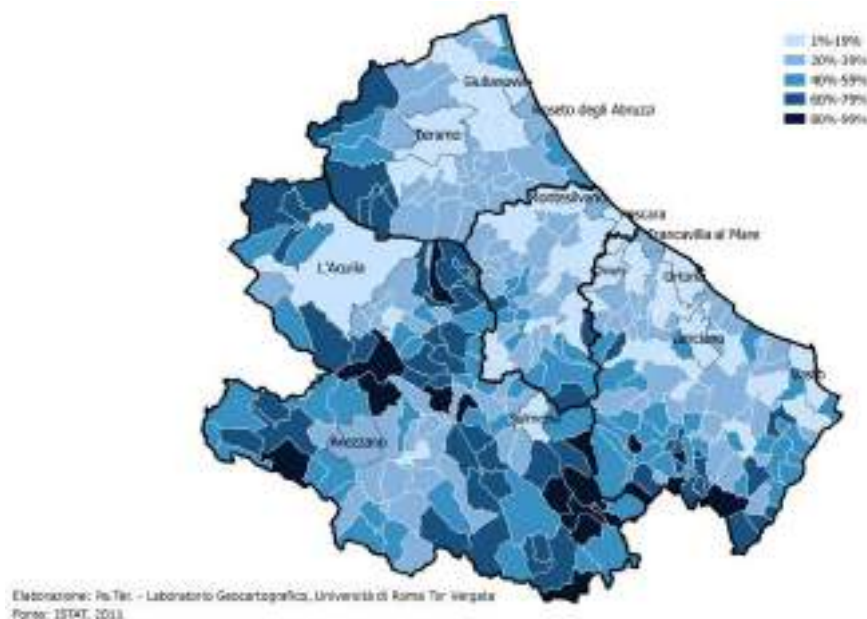 1%-19%
20%-39%
40%-59%
60%-79%
80%-99%
Giulianova
Roseto degli Abruzzi
Teramo
Montesilvano
Pescara
Francavilla al Mare
L'Aquila
Chieti
Ortona
Lanciano
Vasto
Sulmona
Avezzano
Elaborazione: Pa.Ter. - Laboratorio Geocartografico, Università di Roma Tor Vergata
Fonte: ISTAT, 2011